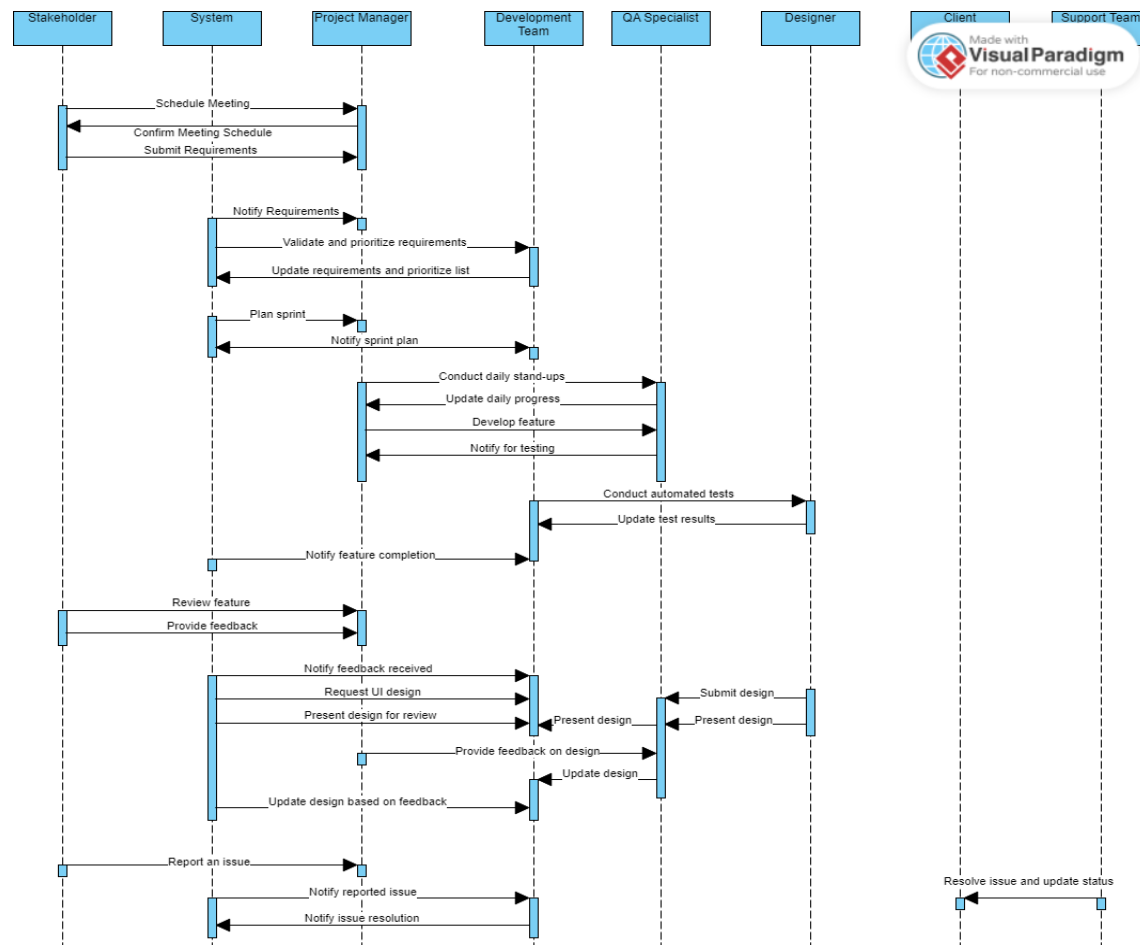 Stakeholder
System
Project Manager
Development
Team
QA Specialist
Designer
Client
Support Team
Made with
Visual Paradigm
For non-commercial use
Schedule Meeting
Confirm Meeting Schedule
Submit Requirements
Notify Requirements
Validate and prioritize requirements
Update requirements and prioritize list
Plan sprint
Notify sprint plan
Conduct daily stand-ups
Update daily progress
Develop feature
Notify for testing
Conduct automated tests
Update test results
Notify feature completion
Review feature
Provide feedback
Notify feedback received
Request UI design
Submit design
Present design for review
Present design
Present design
Provide feedback on design
Update design
Update design based on feedback
Report an issue
Resolve issue and update status
Notify reported issue
Notify issue resolution